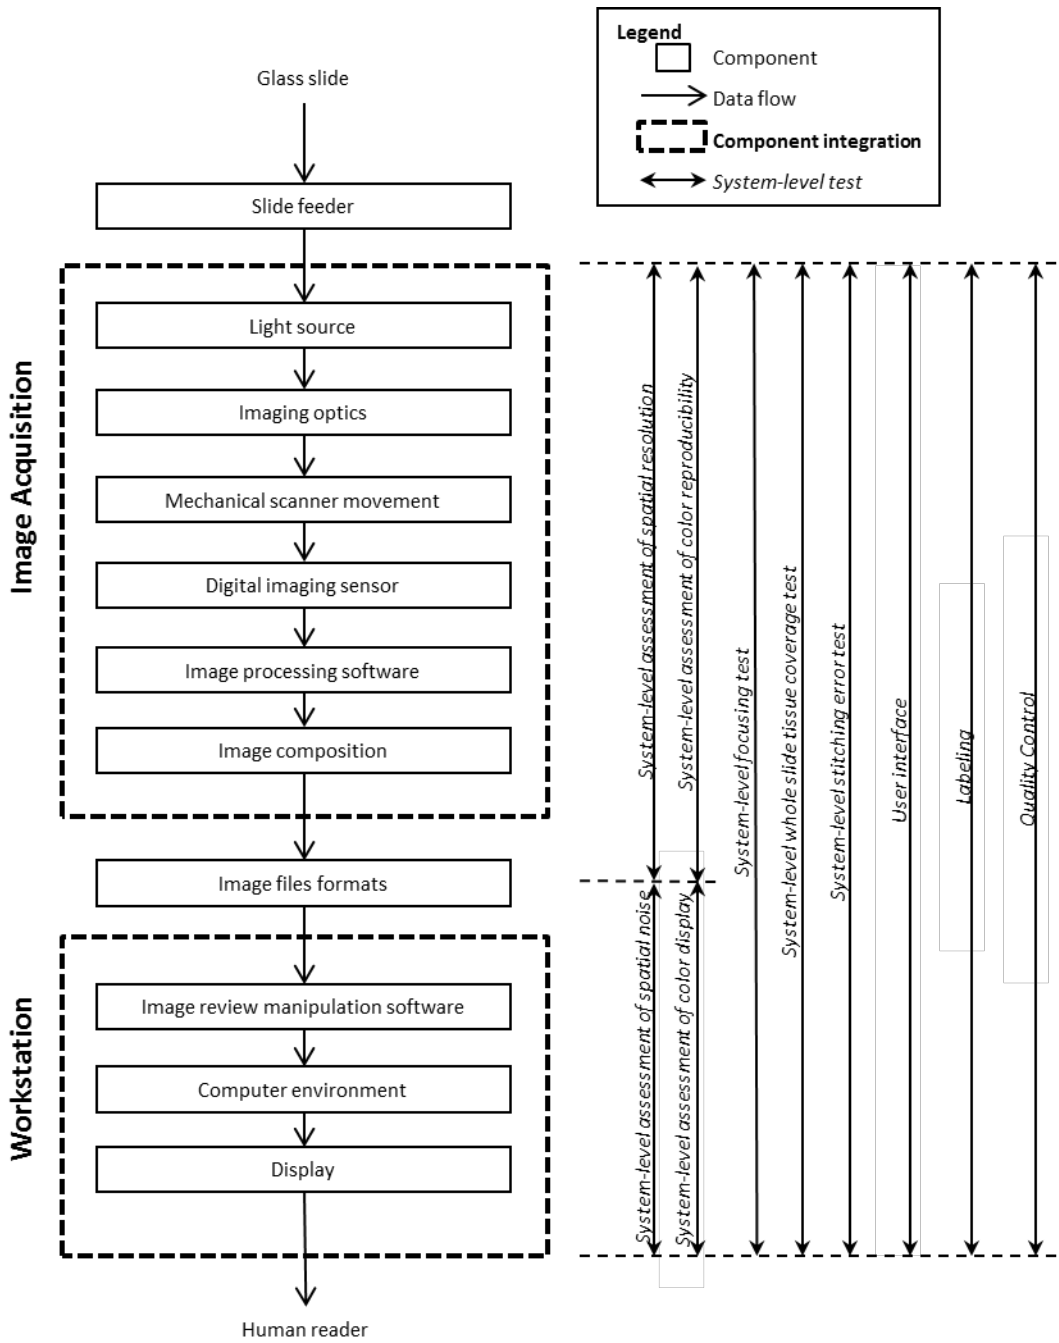 Legend
Component
Data flow
Component integration
System-level test
Glass slide
Slide feeder
Image Acquisition
Light source
Imaging optics
Mechanical scanner movement
Digital imaging sensor
Image processing software
Image composition
Image files formats
Workstation
Image review manipulation software
Computer environment
Display
Human reader
System-level assessment of spatial resolution
System-level assessment of color reproducibility
System-level assessment of spatial noise
System-level assessment of color display
System-level focusing test
System-level whole slide tissue coverage test
System-level stitching error test
User interface
Labeling
Quality Control